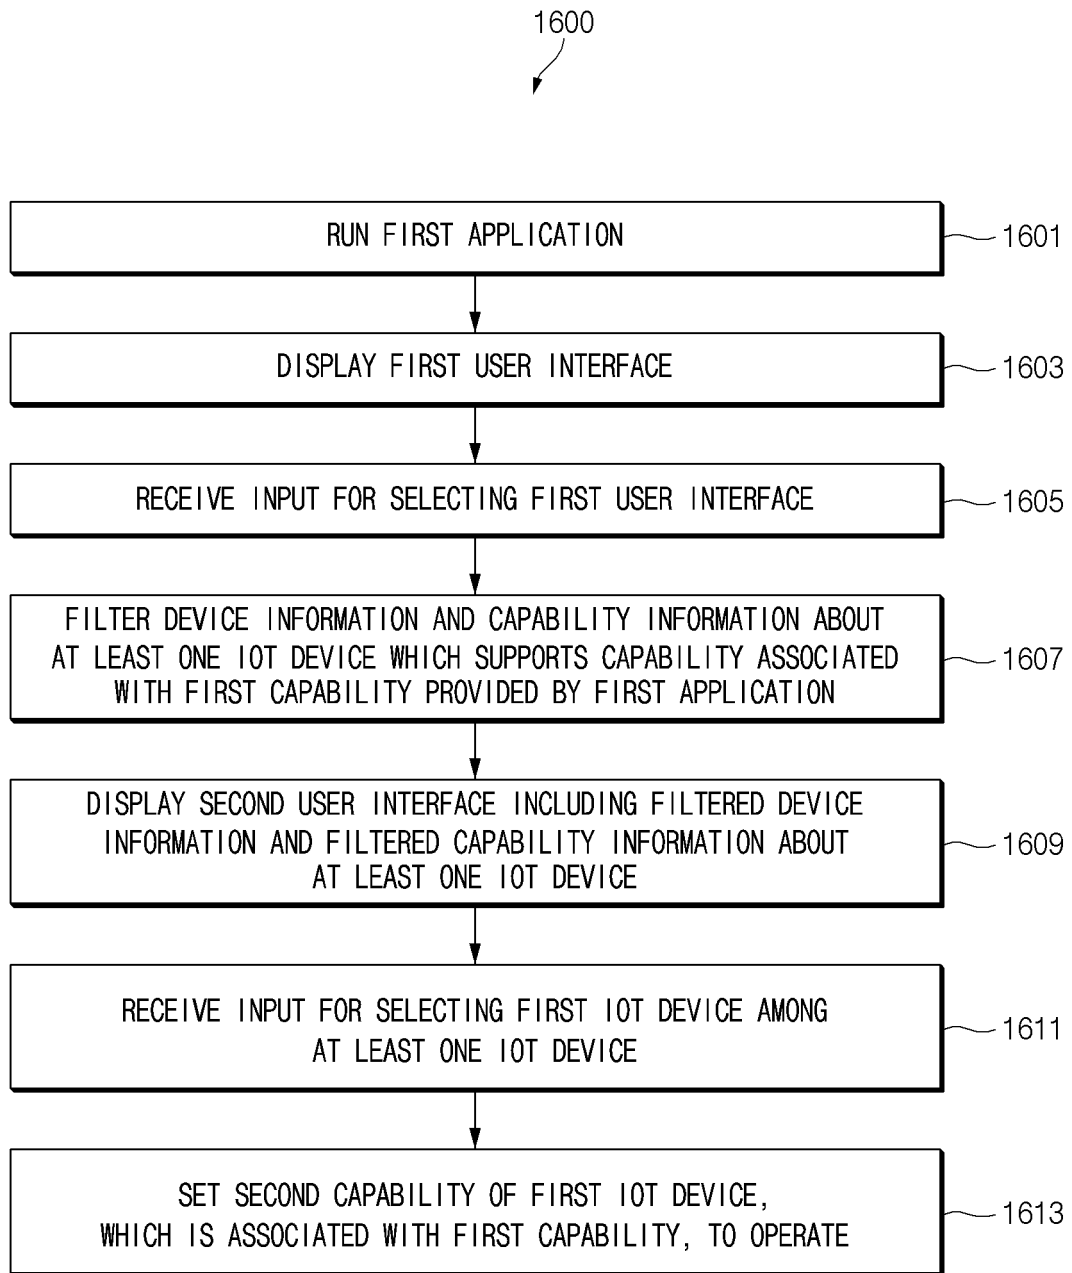 1600
RUN FIRST APPLICATION
1601
DISPLAY FIRST USER INTERFACE
1603
RECEIVE INPUT FOR SELECTING FIRST USER INTERFACE
1605
FILTER DEVICE INFORMATION AND CAPABILITY INFORMATION ABOUT
AT LEAST ONE IOT DEVICE WHICH SUPPORTS CAPABILITY ASSOCIATED
WITH FIRST CAPABILITY PROVIDED BY FIRST APPLICATION
1607
DISPLAY SECOND USER INTERFACE INCLUDING FILTERED DEVICE
INFORMATION AND FILTERED CAPABILITY INFORMATION ABOUT
AT LEAST ONE IOT DEVICE
1609
RECEIVE INPUT FOR SELECTING FIRST IOT DEVICE AMONG
AT LEAST ONE IOT DEVICE
1611
SET SECOND CAPABILITY OF FIRST IOT DEVICE,
WHICH IS ASSOCIATED WITH FIRST CAPABILITY, TO OPERATE
1613